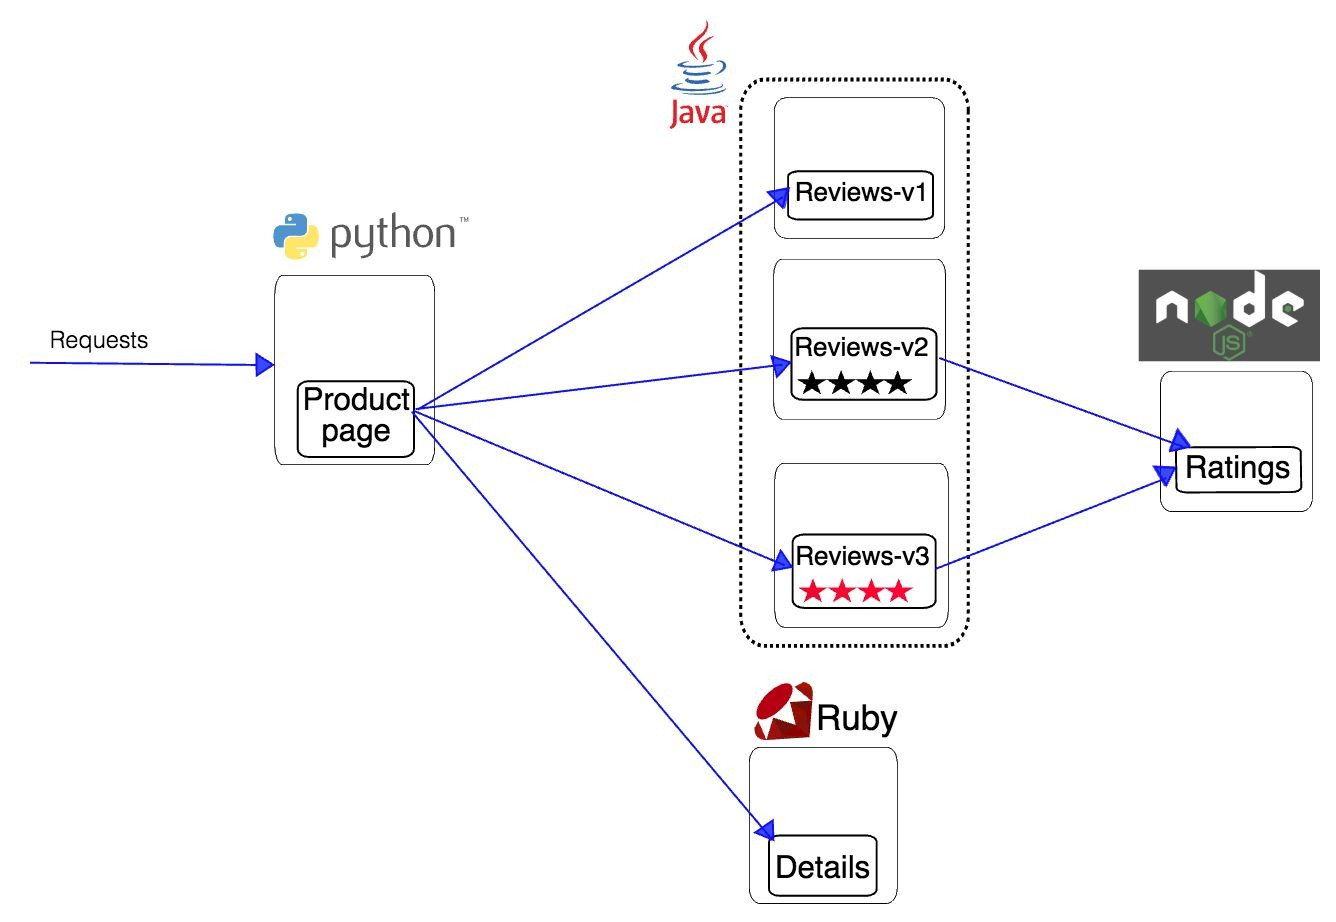 Java
Reviews-v1
python™
Requests
Product
page
Reviews-v2
Reviews-v3
node
JS
Ratings
Ruby
Details